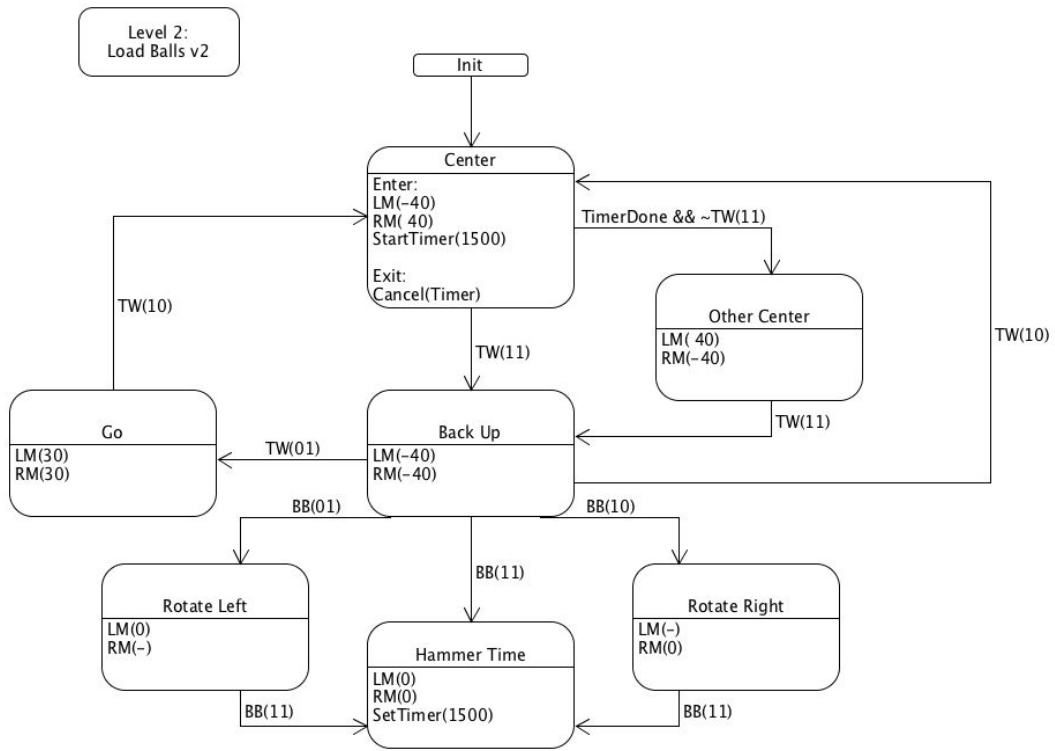 Level 2:
Load Balls v2
Init
Center
Enter:
LM(-40)
RM( 40)
StartTimer(1500)
Exit:
Cancel(Timer)
TimerDone && ~TW(11)
Other Center
LM( 40)
RM(-40)
TW(10)
TW(10)
TW(11)
TW(11)
Go
LM(30)
RM(30)
TW(01)
Back Up
LM(-40)
RM(-40)
BB(01)
BB(10)
BB(11)
Rotate Left
LM(0)
RM(-)
Rotate Right
LM(-)
RM(0)
Hammer Time
LM(0)
RM(0)
SetTimer(1500)
BB(11)
BB(11)